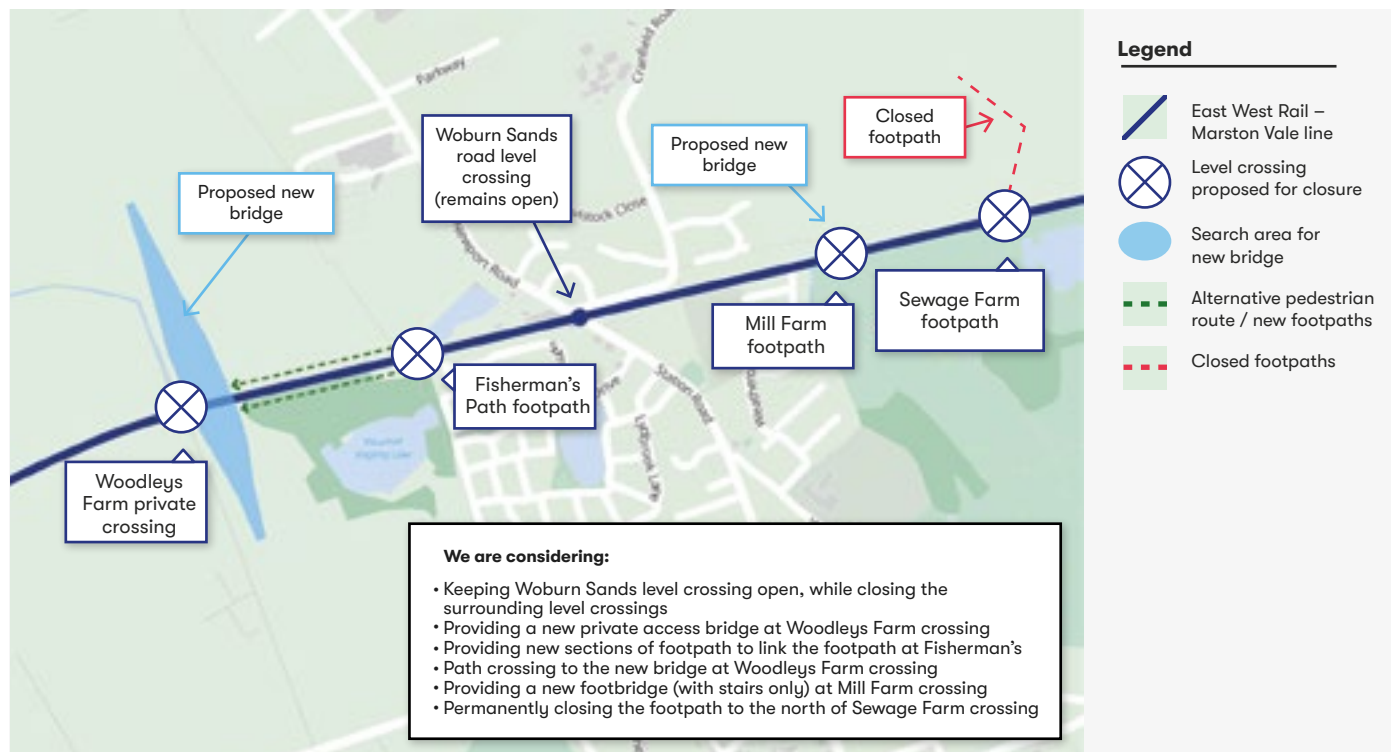 Parkway
Cranfield Road
Closed
footpath
Woburn Sands
road level
crossing
(remains open)
Proposed new
bridge
Proposed new
bridge
Close
Newport Road
Sewage Farm
footpath
Mill Farm
footpath
Fisherman's
Path footpath
Drive
Station Road
Lydbrook Lane
Woodleys
Farm private
crossing
We are considering:
• Keeping Woburn Sands level crossing open, while closing the
surrounding level crossings
• Providing a new private access bridge at Woodleys Farm crossing
• Providing new sections of footpath to link the footpath at Fisherman's
• Path crossing to the new bridge at Woodleys Farm crossing
• Providing a new footbridge (with stairs only) at Mill Farm crossing
• Permanently closing the footpath to the north of Sewage Farm crossing
Legend
East West Rail –
Marston Vale line
Level crossing
proposed for closure
Search area for
new bridge
Alternative pedestrian
route / new footpaths
Closed footpaths